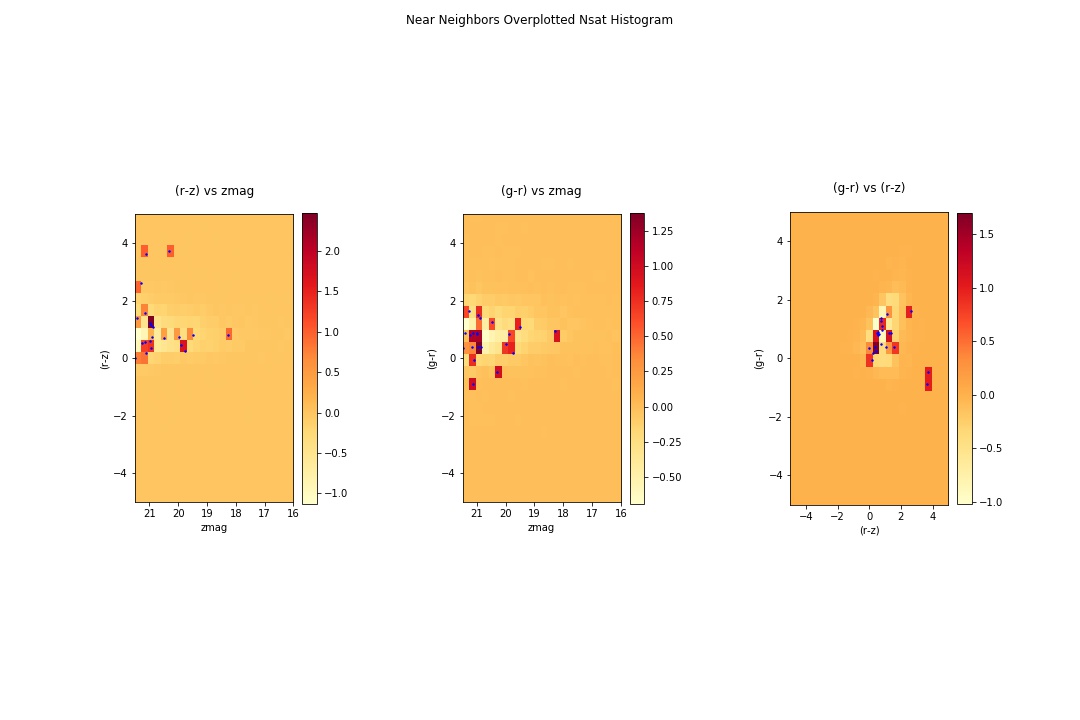 Near Neighbors Overplotted Nsat Histogram
(r-z) vs zmag
4
2
0
−2
−4
(r-z)
21 20 19 18 17 16
zmag
2.0
1.5
1.0
0.5
0.0
−0.5
−1.0
(g-r) vs zmag
4
2
0
−2
−4
(g-r)
21 20 19 18 17 16
zmag
1.25
1.00
0.75
0.50
0.25
0.00
−0.25
−0.50
(g-r) vs (r-z)
4
2
0
−2
−4
(g-r)
−4 −2 0 2 4
(r-z)
1.5
1.0
0.5
0.0
−0.5
−1.0